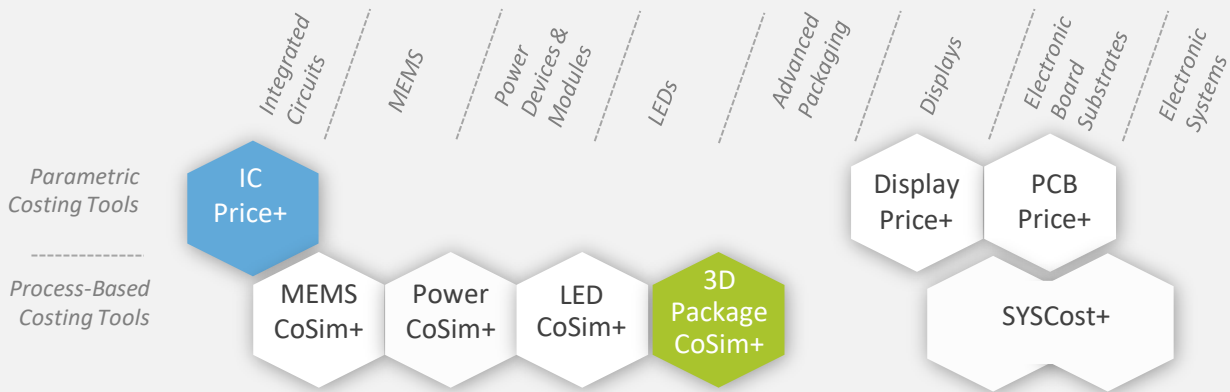 Integrated
Circuits
MEMS
Power
Devices &
Modules
LEDs
Advanced
Packaging
Displays
Electronic
Board
Substrates
Electronic
Systems
Parametric
Costing Tools
IC
Price+
Display
Price+
PCB
Price+
Process-Based
Costing Tools
MEMS
CoSim+
Power
CoSim+
LED
CoSim+
3D
Package
CoSim+
SYSCost+